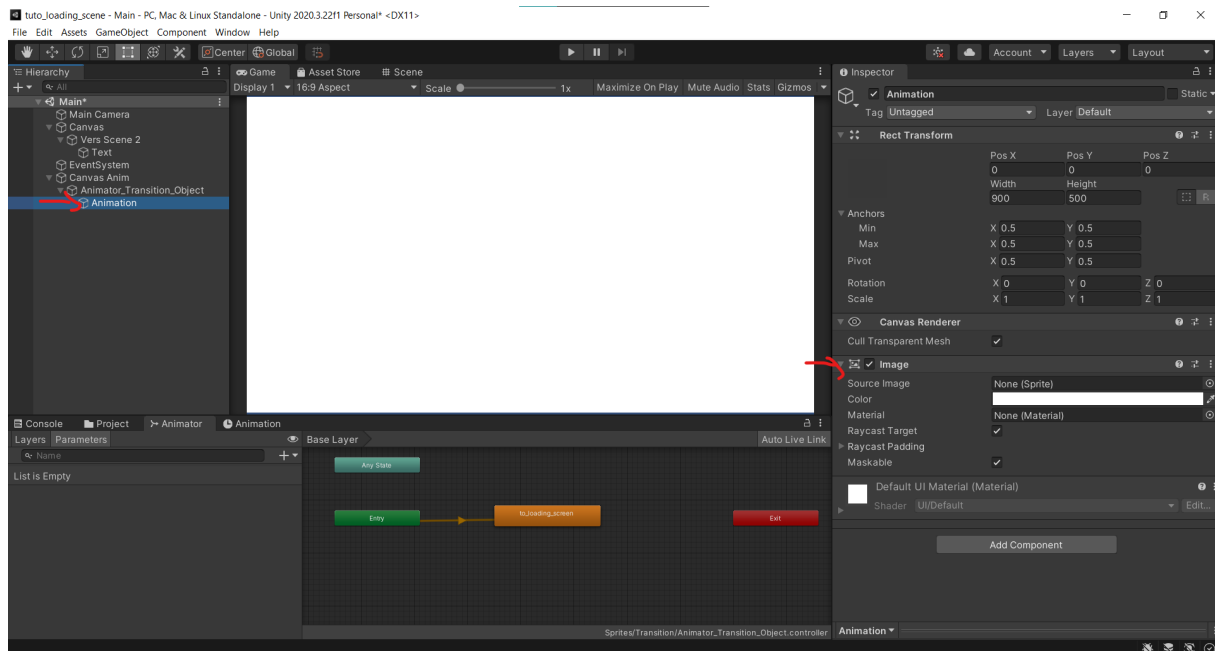 tuto_loading_scene - Main - PC, Mac & Linux Standalone - Unity 2020.3.22f1 Personal* <DX11>
File Edit Assets GameObject Component Window Help
Center Global Account Layers Layout
Hierarchy
All
Main*
Main Camera
Canvas
Vers Scene 2
Text
EventSystem
Canvas Anim
Animator_Transition_Object
Animation
Game Asset Store Scene
Display 1 16:9 Aspect Scale 1x Maximize On Play Mute Audio Stats Gizmos
Inspector
Animation Static
Tag Untagged Layer Default
Rect Transform
Pos X Pos Y Pos Z
0 0 0
Width Height
900 500 R
Anchors
Min X 0.5 Y 0.5
Max X 0.5 Y 0.5
Pivot X 0.5 Y 0.5
Rotation X 0 Y 0 Z 0
Scale X 1 Y 1 Z 1
Canvas Renderer
Cull Transparent Mesh
Image
Source Image None (Sprite)
Color
Material None (Material)
Raycast Target
Raycast Padding
Maskable
Default UI Material (Material)
Shader UI/Default Edit...
Add Component
Animation
Console Project Animator Animation
Layers Parameters Base Layer Auto Live Link
Name
List is Empty
Any State
Entry to_loading_screen Exit
Sprites/Transition/Animator_Transition_Object.controller